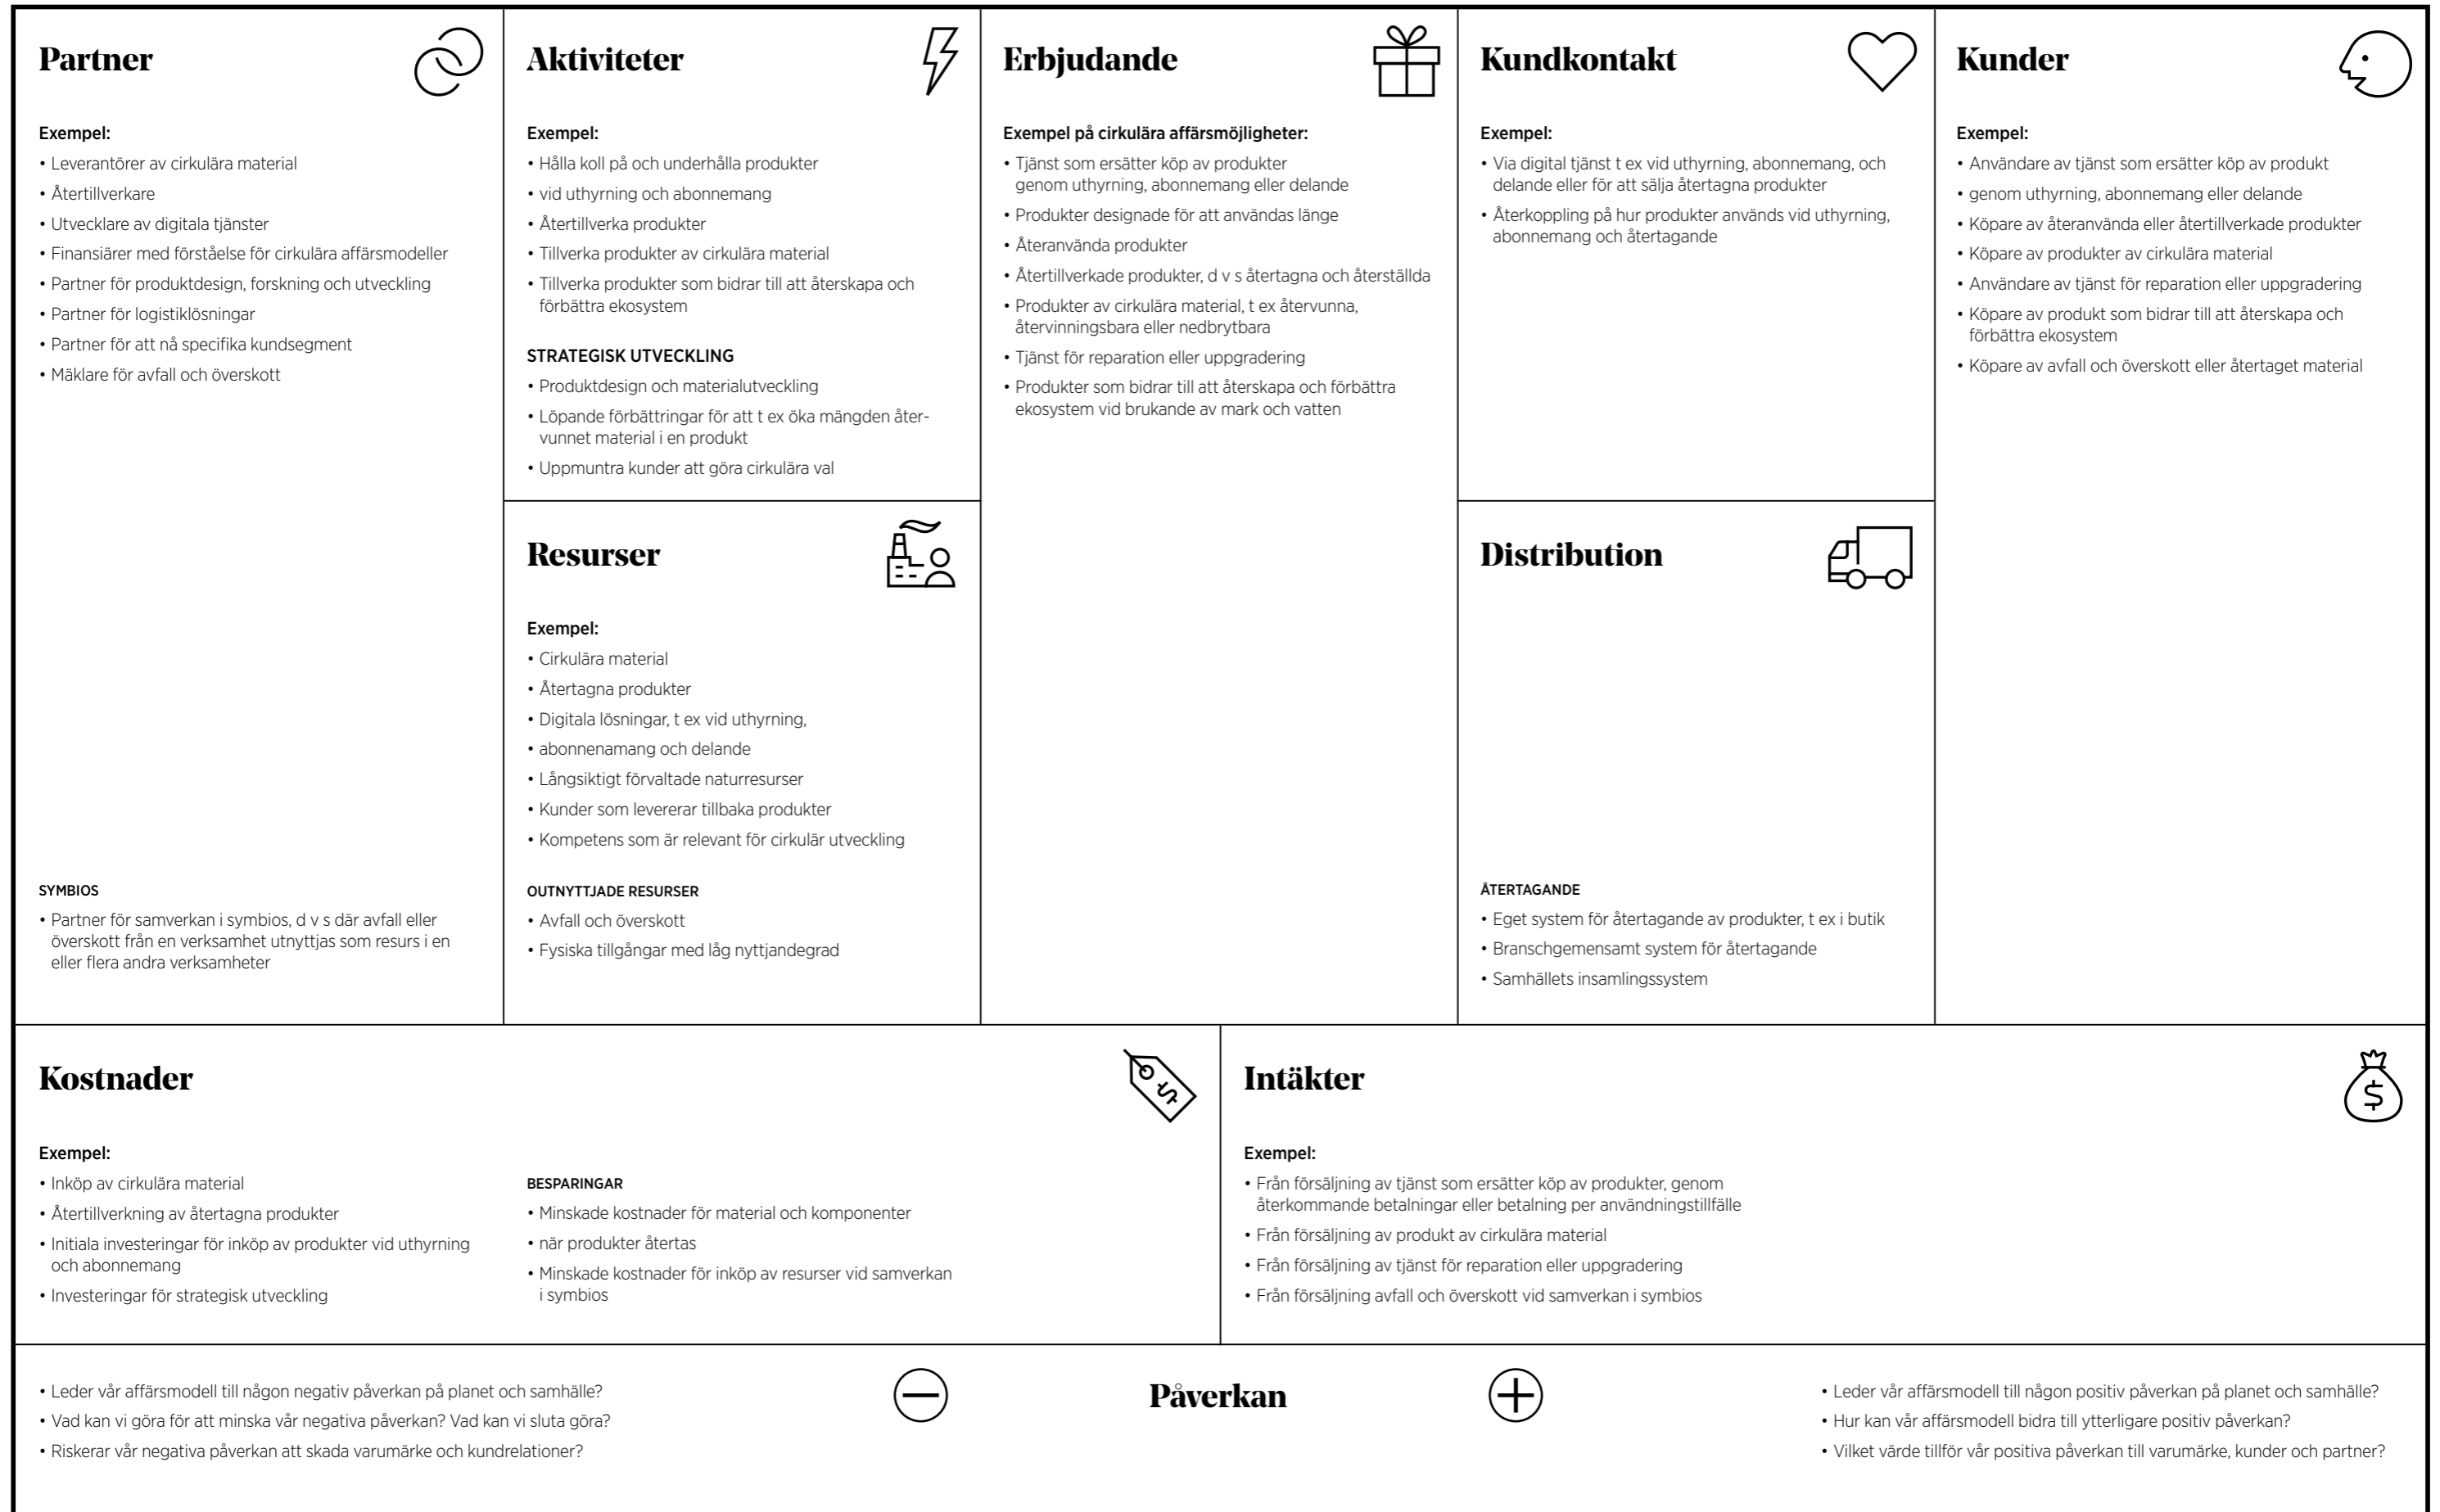 Partner
Exempel:
• Leverantörer av cirkulära material
• Återtillverkare
• Utvecklare av digitala tjänster
• Finansiärer med förståelse för cirkulära affärsmodeller
• Partner för produktdesign, forskning och utveckling
• Partner för logistiklösningar
• Partner för att nå specifika kundsegment
• Mäklare för avfall och överskott
SYMBIOS
• Partner för samverkan i symbios, d v s där avfall eller
överskott från en verksamhet utnyttjas som resurs i en
eller flera andra verksamheter
Aktiviteter
Exempel:
• Hålla koll på och underhålla produkter
• vid uthyrning och abonnemang
• Återtillverka produkter
• Tillverka produkter av cirkulära material
• Tillverka produkter som bidrar till att återskapa och
förbättra ekosystem
STRATEGISK UTVECKLING
• Produktdesign och materialutveckling
• Löpande förbättringar för att t ex öka mängden åter-
vunnet material i en produkt
• Uppmuntra kunder att göra cirkulära val
Resurser
Exempel:
• Cirkulära material
• Återtagna produkter
• Digitala lösningar, t ex vid uthyrning,
• abonnenamang och delande
• Långsiktigt förvaltade naturresurser
• Kunder som levererar tillbaka produkter
• Kompetens som är relevant för cirkulär utveckling
OUTNYTTJADE RESURSER
• Avfall och överskott
• Fysiska tillgångar med låg nyttjandegrad
Erbjudande
Exempel på cirkulära affärsmöjligheter:
• Tjänst som ersätter köp av produkter
genom uthyrning, abonnemang eller delande
• Produkter designade för att användas länge
• Återanvända produkter
• Återtillverkade produkter, d v s återtagna och återställda
• Produkter av cirkulära material, t ex återvunna,
återvinningsbara eller nedbrytbara
• Tjänst för reparation eller uppgradering
• Produkter som bidrar till att återskapa och förbättra
ekosystem vid brukande av mark och vatten
Kundkontakt
Exempel:
• Via digital tjänst t ex vid uthyrning, abonnemang, och
delande eller för att sälja återtagna produkter
• Återkoppling på hur produkter används vid uthyrning,
abonnemang och återtagande
Distribution
ÅTERTAGANDE
• Eget system för återtagande av produkter, t ex i butik
• Branschgemensamt system för återtagande
• Samhällets insamlingssystem
Kunder
Exempel:
• Användare av tjänst som ersätter köp av produkt
• genom uthyrning, abonnemang eller delande
• Köpare av återanvända eller återtillverkade produkter
• Köpare av produkter av cirkulära material
• Användare av tjänst för reparation eller uppgradering
• Köpare av produkt som bidrar till att återskapa och
förbättra ekosystem
• Köpare av avfall och överskott eller återtaget material
Kostnader
Exempel:
• Inköp av cirkulära material
• Återtillverkning av återtagna produkter
• Initiala investeringar för inköp av produkter vid uthyrning
och abonnemang
• Investeringar för strategisk utveckling
BESPARINGAR
• Minskade kostnader för material och komponenter
• när produkter återtas
• Minskade kostnader för inköp av resurser vid samverkan
i symbios
$
Intäkter
$
Exempel:
• Från försäljning av tjänst som ersätter köp av produkter, genom
återkommande betalningar eller betalning per användningstillfälle
• Från försäljning av produkt av cirkulära material
• Från försäljning av tjänst för reparation eller uppgradering
• Från försäljning avfall och överskott vid samverkan i symbios
• Leder vår affärsmodell till någon negativ påverkan på planet och samhälle?
• Vad kan vi göra för att minska vår negativa påverkan? Vad kan vi sluta göra?
• Riskerar vår negativa påverkan att skada varumärke och kundrelationer?
Påverkan
• Leder vår affärsmodell till någon positiv påverkan på planet och samhälle?
• Hur kan vår affärsmodell bidra till ytterligare positiv påverkan?
• Vilket värde tillför vår positiva påverkan till varumärke, kunder och partner?